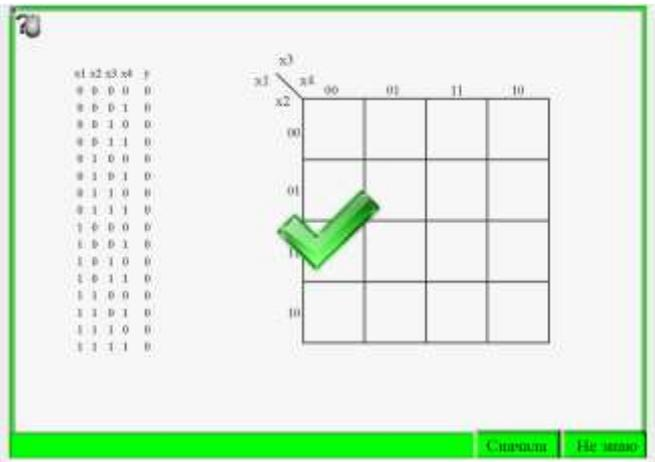 x1 x2 x3 x4 y
0 0 0 0 0
0 0 0 1 0
0 0 1 0 0
0 0 1 1 0
0 1 0 0 0
0 1 0 1 0
0 1 1 0 0
0 1 1 1 0
1 0 0 0 0
1 0 0 1 0
1 0 1 0 0
1 0 1 1 0
1 1 0 0 0
1 1 0 1 0
1 1 1 0 0
1 1 1 1 0
x3
x1 x4
x2 00 01 11 10
00
01
10
Сначала Не знаю